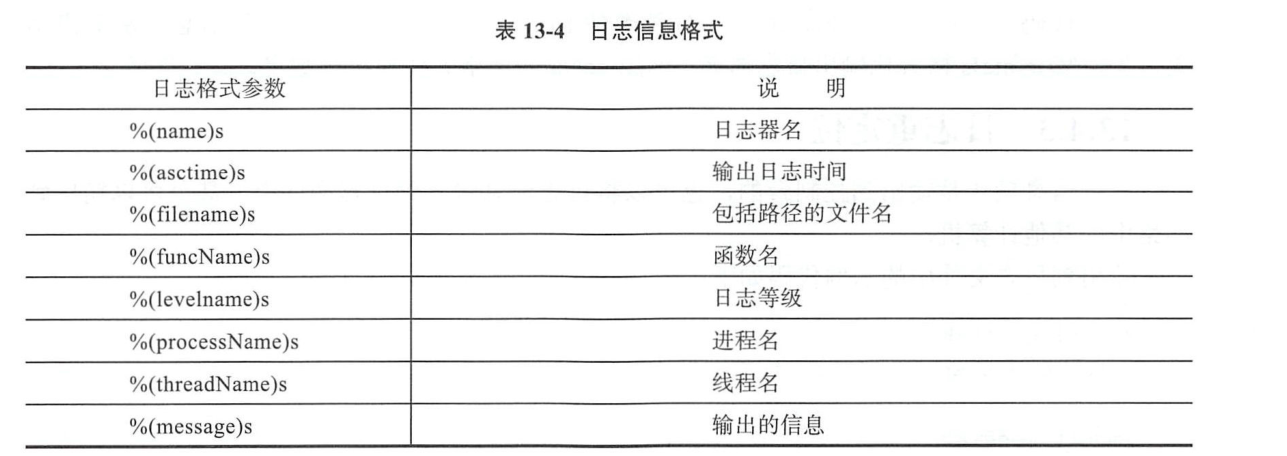 表 13-4 日志信息格式
日志格式参数 说 明
%(name)s 日志器名
%(asctime)s 输出日志时间
%(filename)s 包括路径的文件名
%(funcName)s 函数名
%(levelname)s 日志等级
%(processName)s 进程名
%(threadName)s 线程名
%(message)s 输出的信息